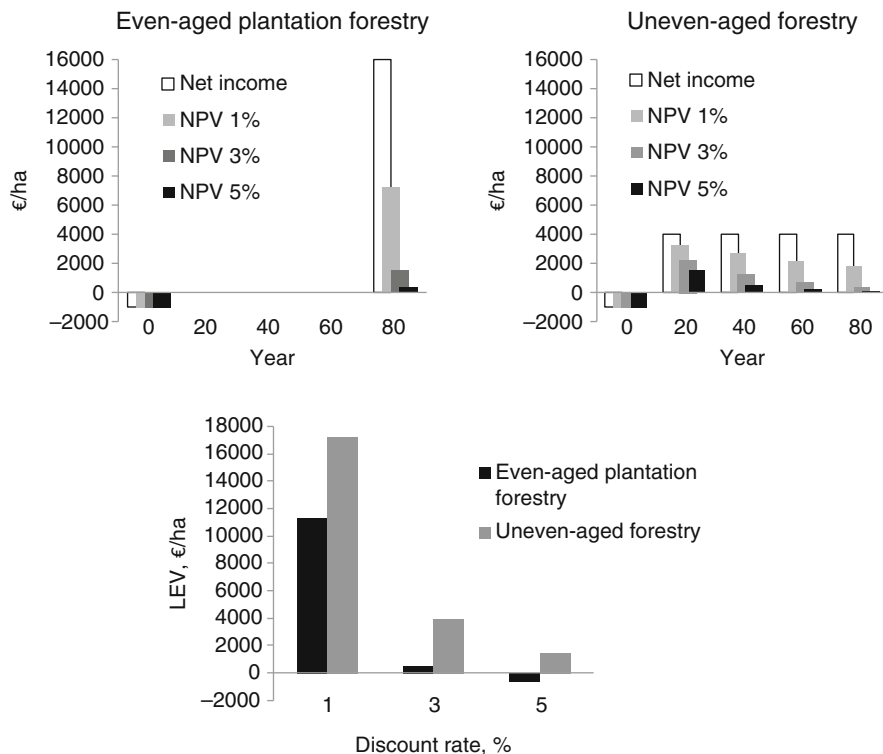 Even-aged plantation forestry
16000
14000
12000
10000
8000
6000
4000
2000
0
–2000
€/ha
Net income
NPV 1%
NPV 3%
NPV 5%
0 20 40 60 80
Year
Uneven-aged forestry
16000
14000
12000
10000
8000
6000
4000
2000
0
–2000
€/ha
Net income
NPV 1%
NPV 3%
NPV 5%
0 20 40 60 80
Year
18000
16000
14000
12000
10000
8000
6000
4000
2000
0
–2000
LEV, €/ha
Even-aged plantation
forestry
Uneven-aged forestry
1 3 5
Discount rate, %